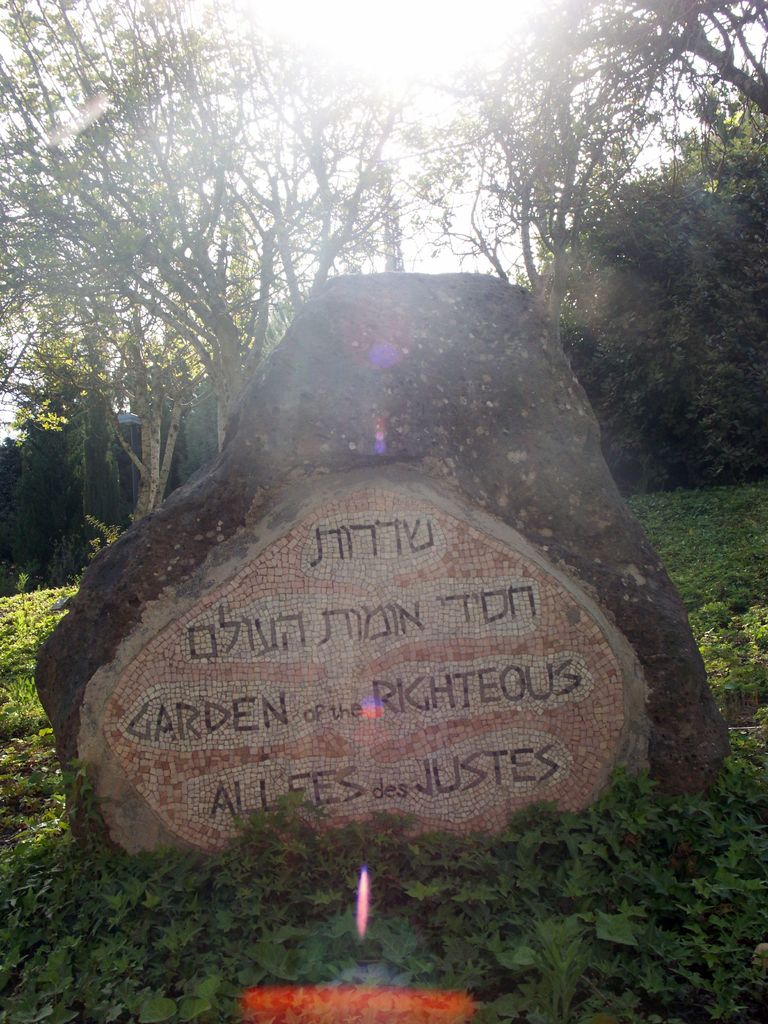 שדרות
חסידי אומות העולם
GARDEN of the RIGHTEOUS
ALLEES des JUSTES